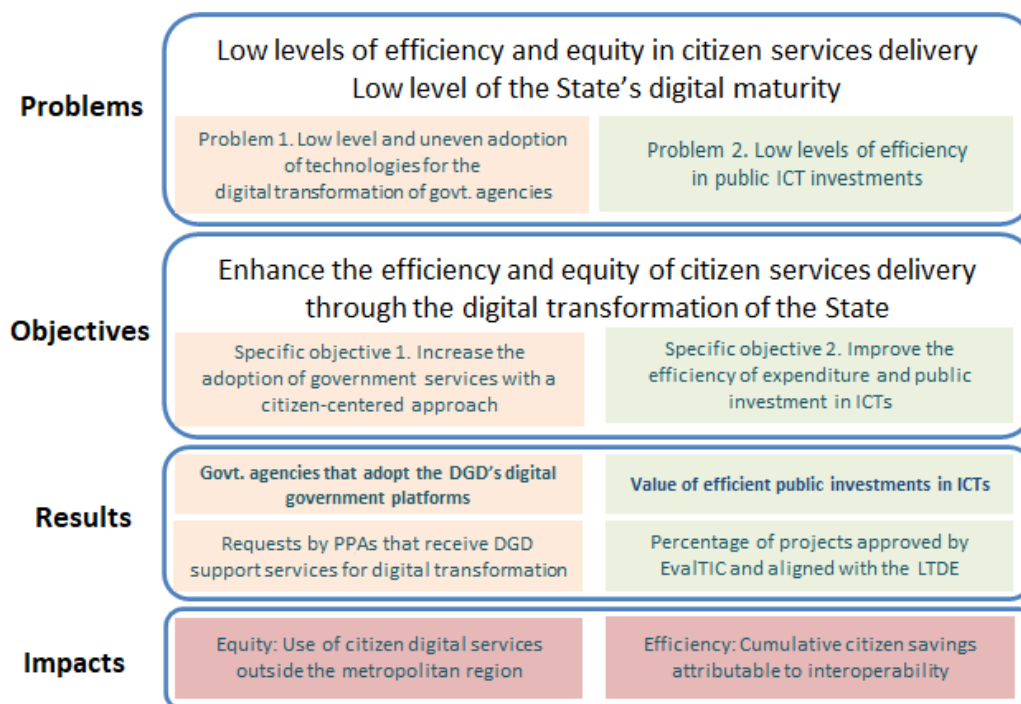 Problems
Low levels of efficiency and equity in citizen services delivery
Low level of the State's digital maturity
Problem 1. Low level and uneven adoption
of technologies for the
digital transformation of govt. agencies
Problem 2. Low levels of efficiency
in public ICT investments
Objectives
Enhance the efficiency and equity of citizen services delivery
through the digital transformation of the State
Specific objective 1. Increase the
adoption of government services with a
citizen-centered approach
Specific objective 2. Improve the
efficiency of expenditure and public
investment in ICTs
Results
Govt. agencies that adopt the DGD's digital
government platforms
Value of efficient public investments in ICTs
Requests by PPAs that receive DGD
support services for digital transformation
Percentage of projects approved by
EvalTIC and aligned with the LTDE
Impacts
Equity: Use of citizen digital services
outside the metropolitan region
Efficiency: Cumulative citizen savings
attributable to interoperability